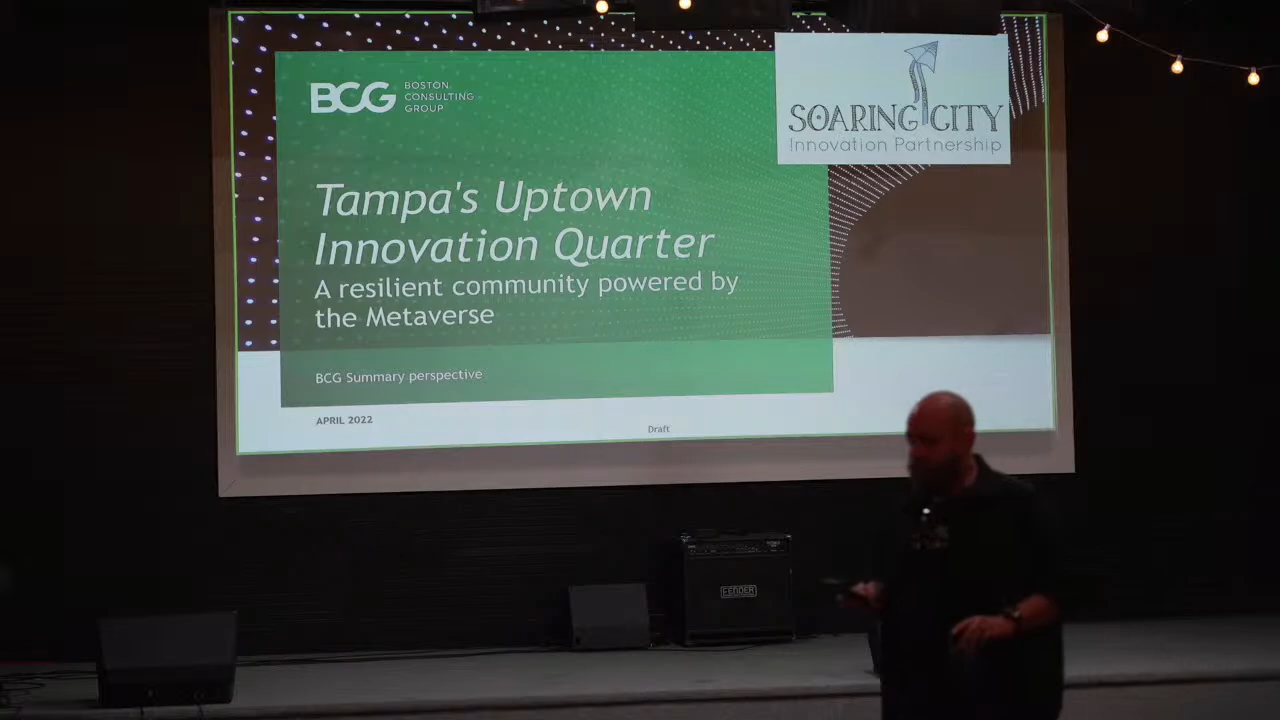 BCG
BOSTON
CONSULTING
GROUP
SOARING CITY
Innovation Partnership
Tampa's Uptown
Innovation Quarter
A resilient community powered by
the Metaverse
BCG Summary perspective
APRIL 2022
Draft
FENDER